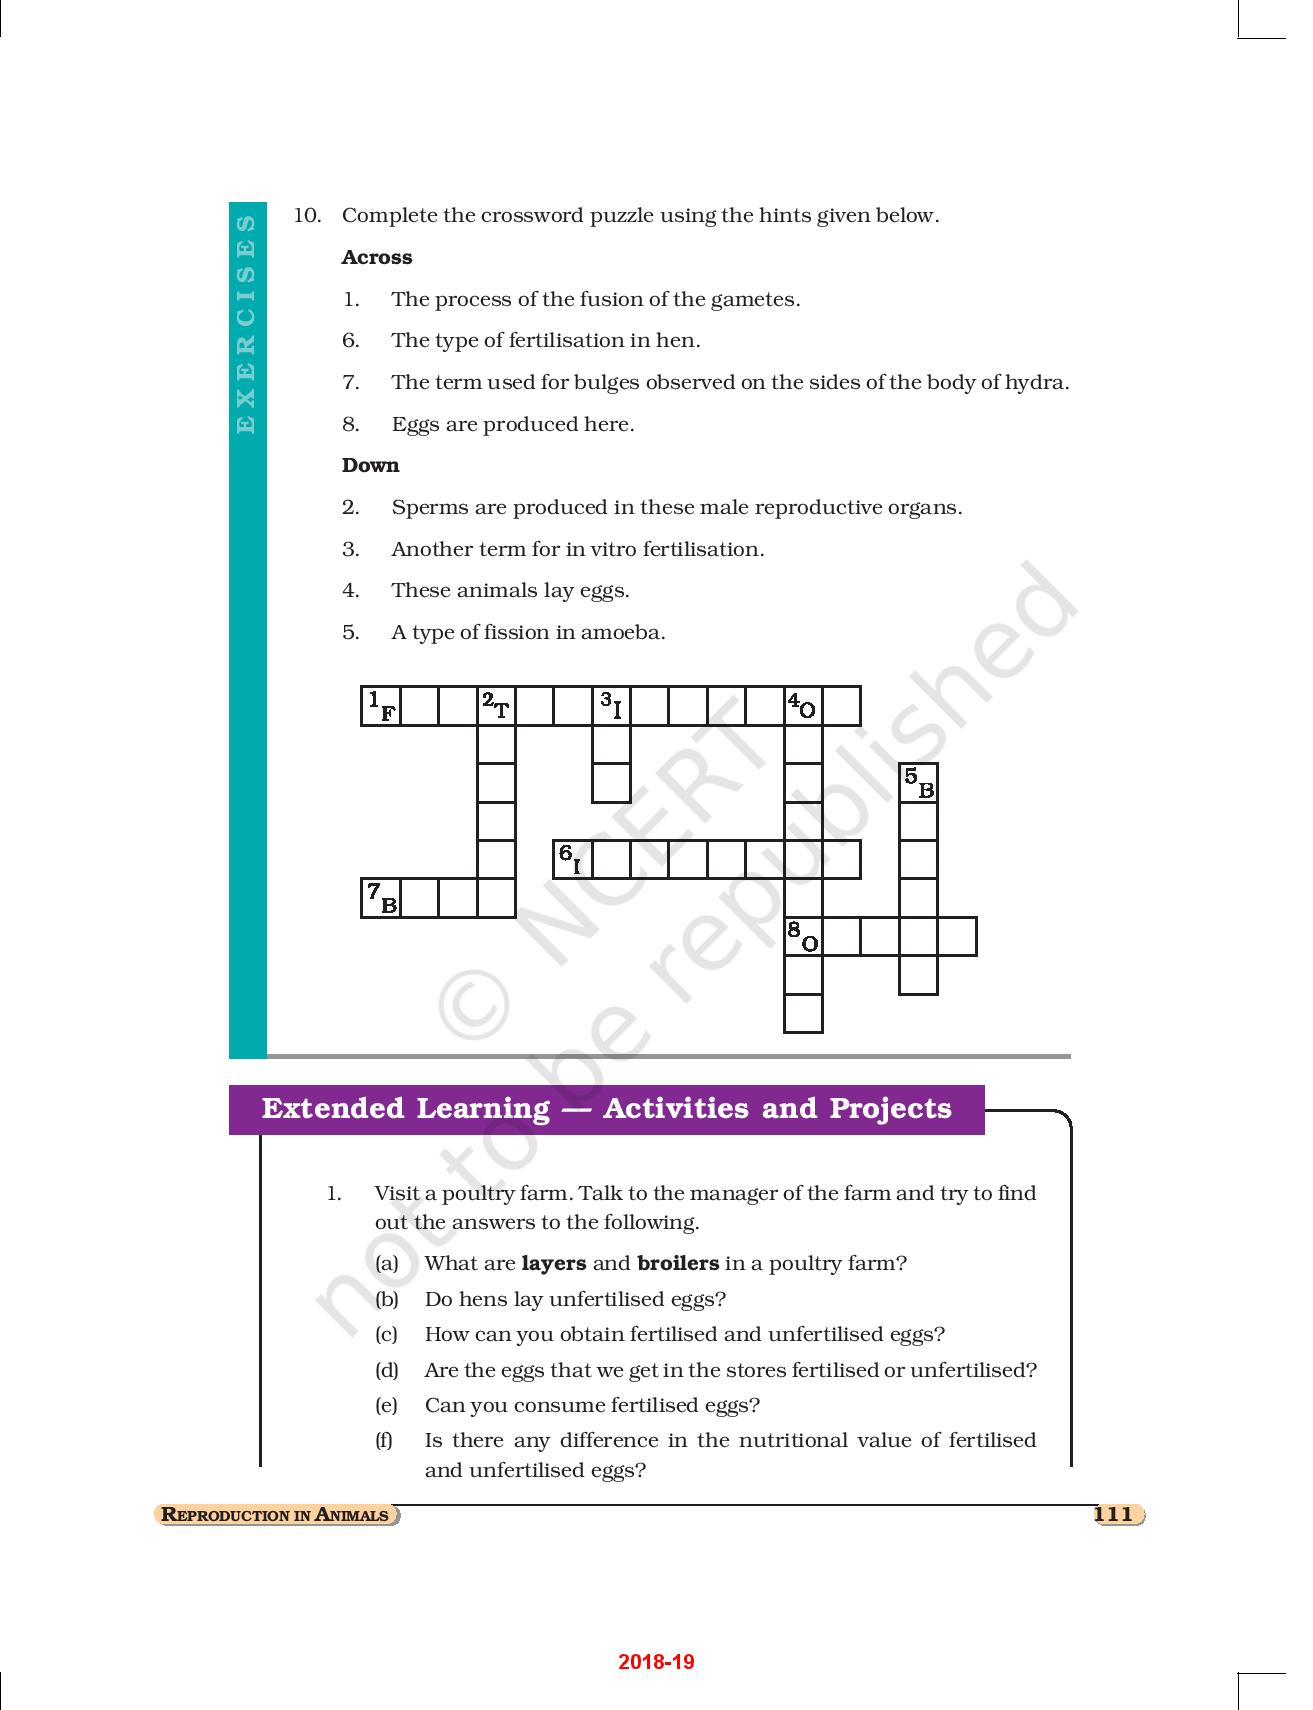 EXERCISES
10. Complete the crossword puzzle using the hints given below.
Across
1. The process of the fusion of the gametes.
6. The type of fertilisation in hen.
7. The term used for bulges observed on the sides of the body of hydra.
8. Eggs are produced here.
Down
2. Sperms are produced in these male reproductive organs.
3. Another term for in vitro fertilisation.
4. These animals lay eggs.
5. A type of fission in amoeba.
1 F 2 T 3 I 4 O
5 B
6 I
7 B
8 O
© NCERT
not to be republished
Extended Learning — Activities and Projects
1. Visit a poultry farm. Talk to the manager of the farm and try to find
out the answers to the following.
(a) What are layers and broilers in a poultry farm?
(b) Do hens lay unfertilised eggs?
(c) How can you obtain fertilised and unfertilised eggs?
(d) Are the eggs that we get in the stores fertilised or unfertilised?
(e) Can you consume fertilised eggs?
(f) Is there any difference in the nutritional value of fertilised
and unfertilised eggs?
REPRODUCTION IN ANIMALS 111
2018-19